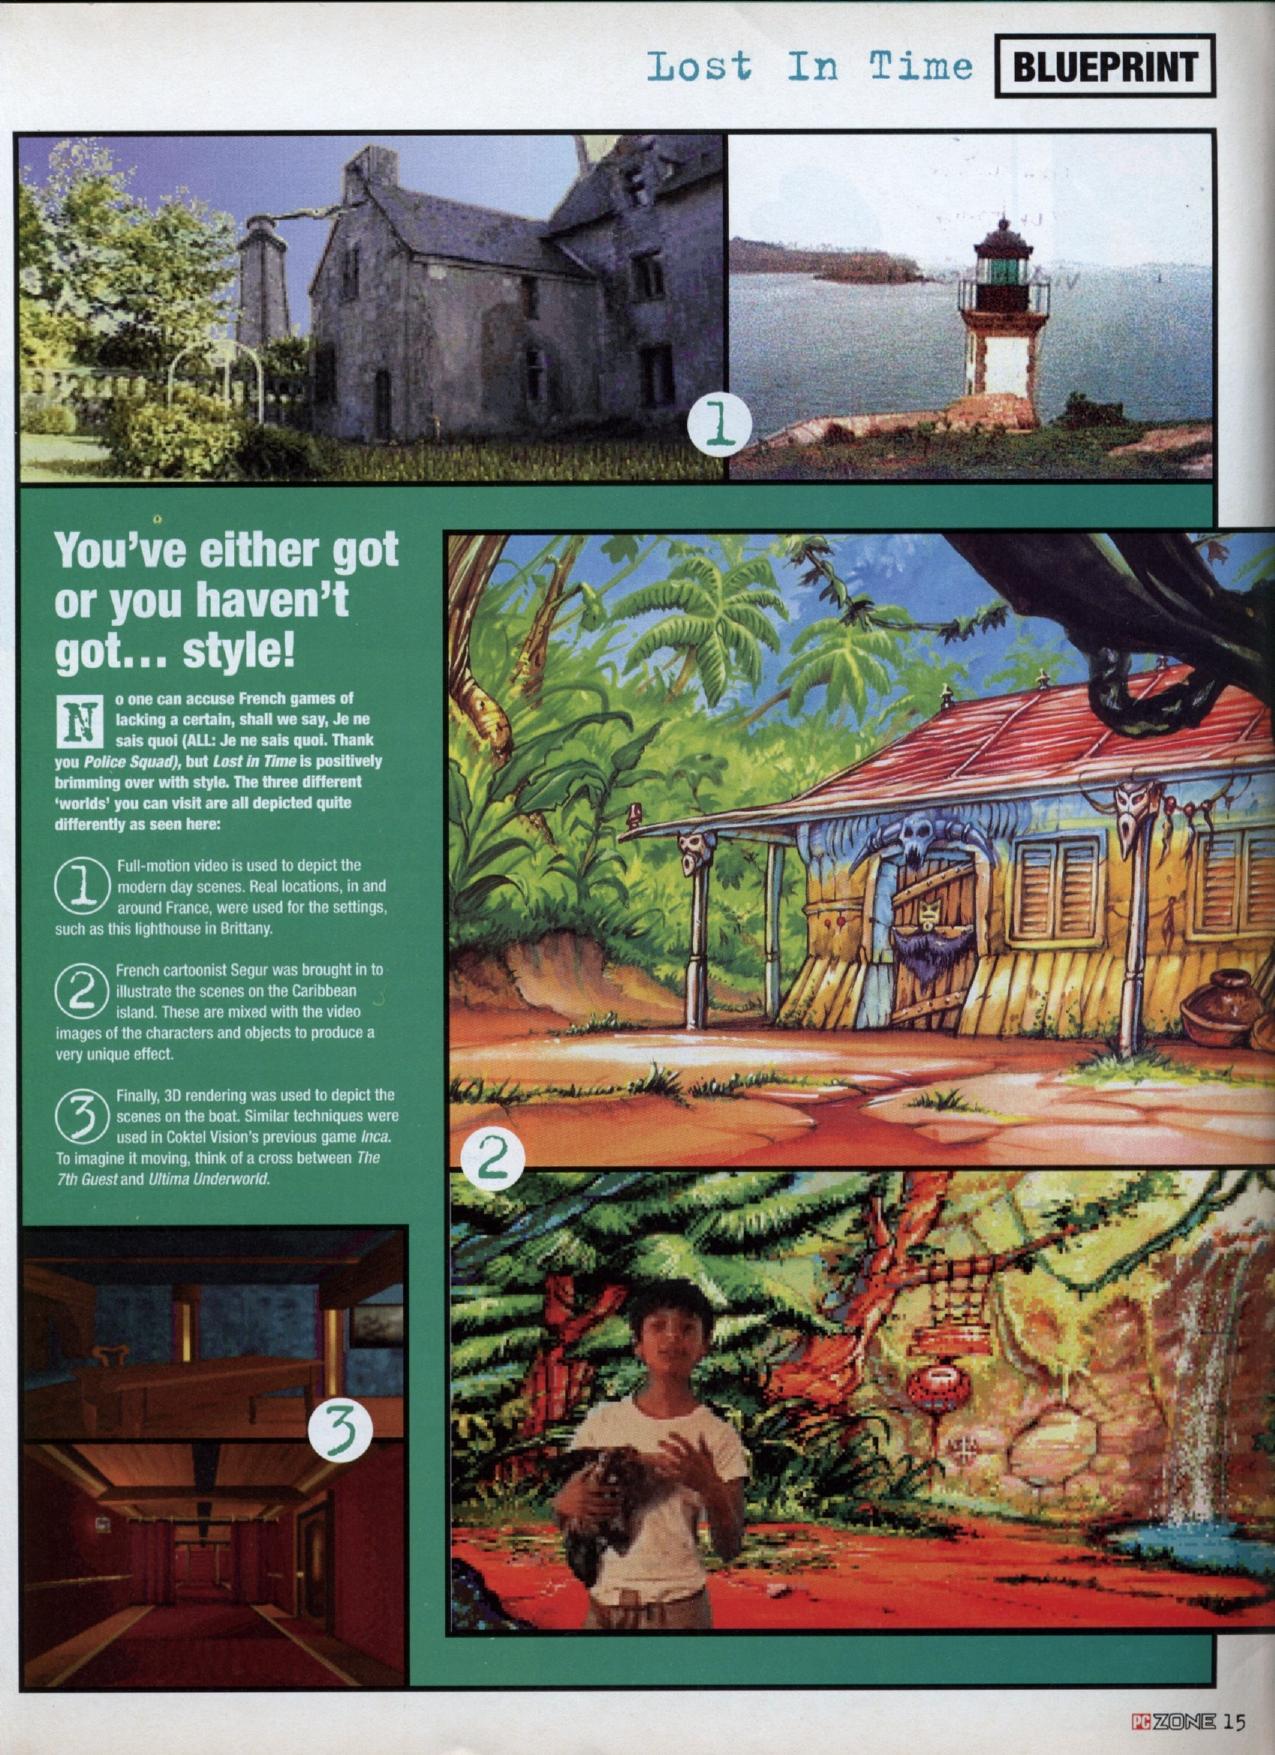 Lost In Time BLUEPRINT
1
You've either got
or you haven't
got... style!
No one can accuse French games of
lacking a certain, shall we say, Je ne
sais quoi (ALL: Je ne sais quoi. Thank
you Police Squad), but Lost in Time is positively
brimming over with style. The three different
'worlds' you can visit are all depicted quite
differently as seen here:
1 Full-motion video is used to depict the
modern day scenes. Real locations, in and
around France, were used for the settings,
such as this lighthouse in Brittany.
2 French cartoonist Segur was brought in to
illustrate the scenes on the Caribbean
island. These are mixed with the video
images of the characters and objects to produce a
very unique effect.
3 Finally, 3D rendering was used to depict the
scenes on the boat. Similar techniques were
used in Coktel Vision's previous game Inca.
To imagine it moving, think of a cross between The
7th Guest and Ultima Underworld.
2
3
PC ZONE 15